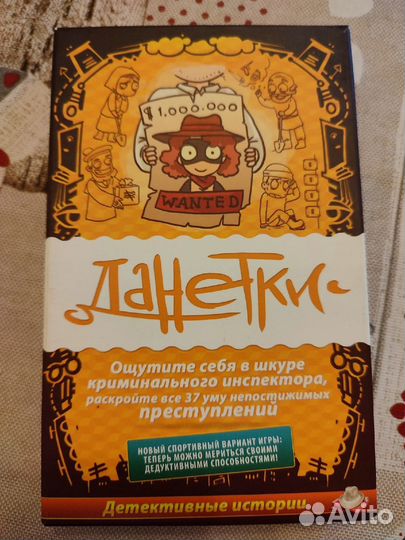 $1.000.000
WANTED
Данетки
Ощутите себя в шкуре
криминального инспектора,
раскройте все 37 уму непостижимых
преступлений
НОВЫЙ СПОРТИВНЫЙ ВАРИАНТ ИГРЫ:
ТЕПЕРЬ МОЖНО МЕРИТЬСЯ СВОИМИ
ДЕДУКТИВНЫМИ СПОСОБНОСТЯМИ!
Детективные истории
Avito